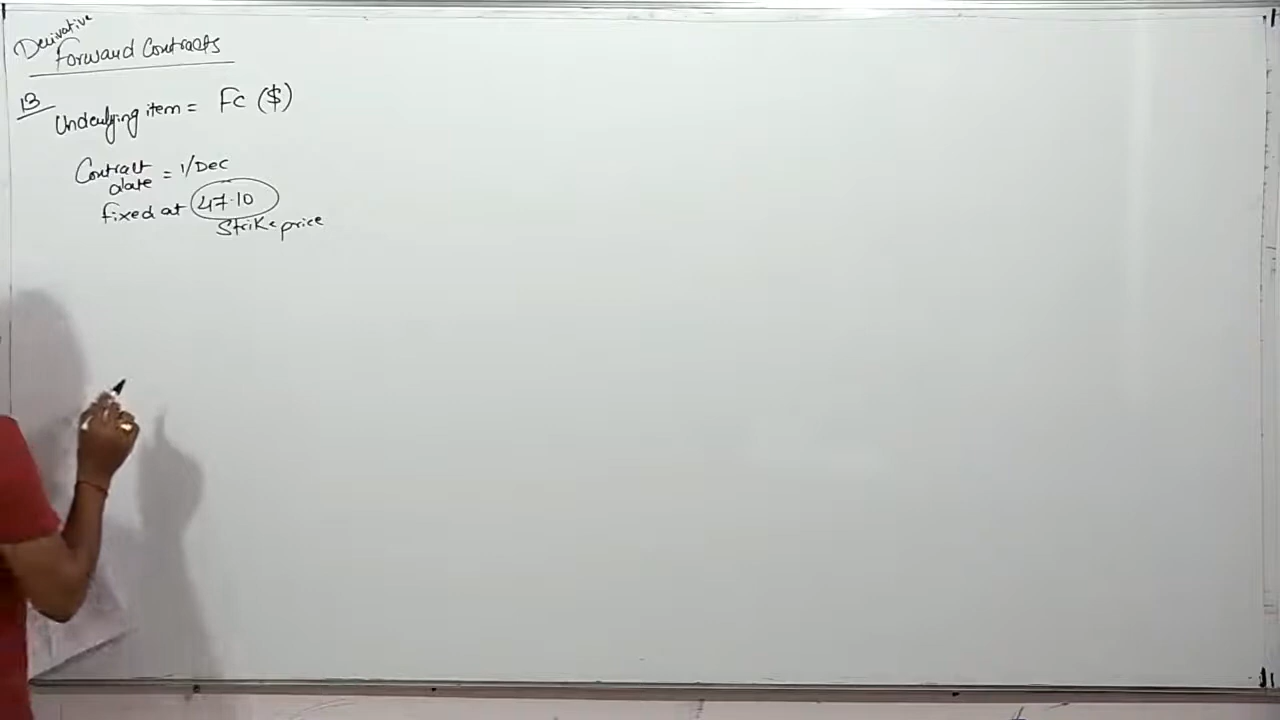 Derivative
Forward Contracts
13
Underlying item = FC ($)
Contract date = 1/Dec
fixed at 47.10
Strike price